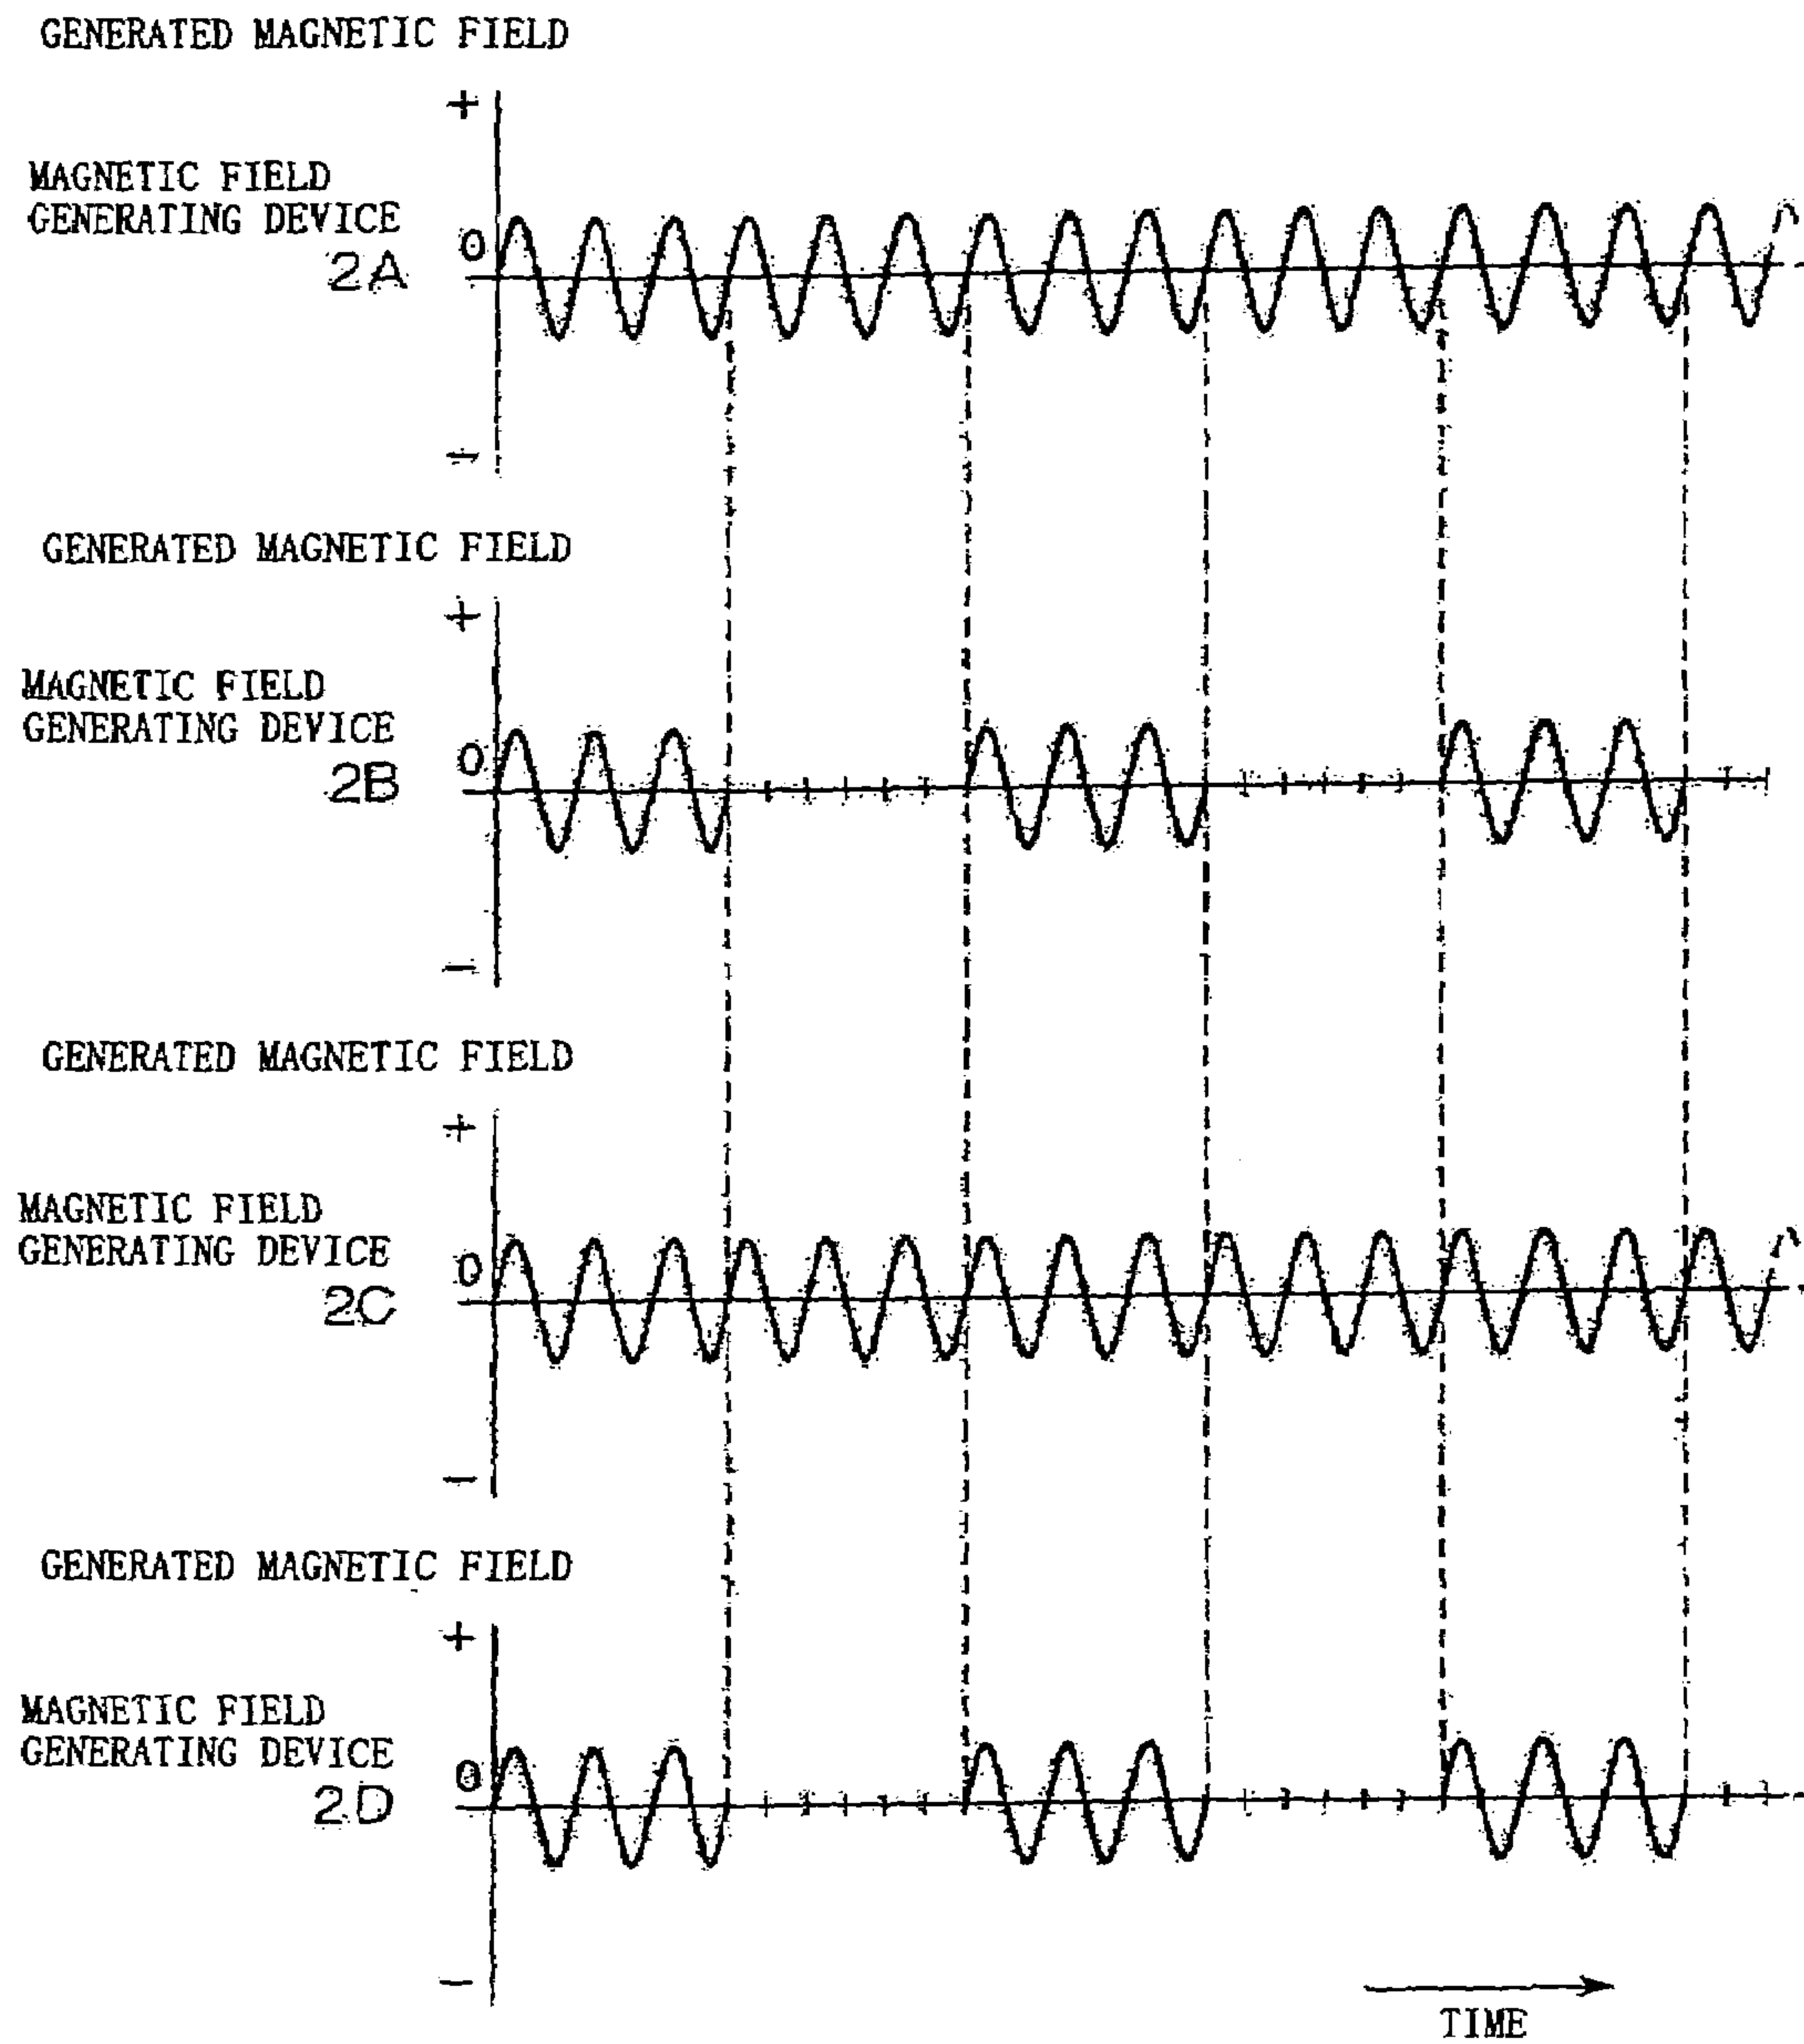 GENERATED MAGNETIC FIELD
+
MAGNETIC FIELD
GENERATING DEVICE
2A
0
−
GENERATED MAGNETIC FIELD
+
MAGNETIC FIELD
GENERATING DEVICE
2B
0
−
GENERATED MAGNETIC FIELD
+
MAGNETIC FIELD
GENERATING DEVICE
2C
0
−
GENERATED MAGNETIC FIELD
+
MAGNETIC FIELD
GENERATING DEVICE
2D
0
−
TIME